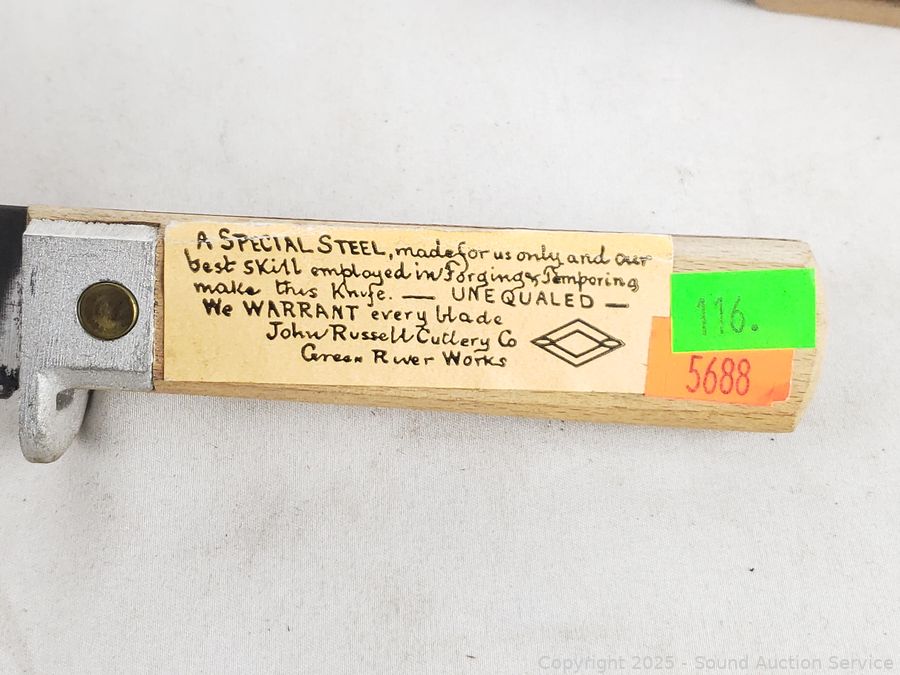 A SPECIAL STEEL, made for us only and our
best skill employed in Forging & Temporing
make this Knife. — UNEQUALED —
We WARRANT every blade
John Russell Cutlery Co
Green River Works
116.
5688
Copyright 2025 - Sound Auction Service